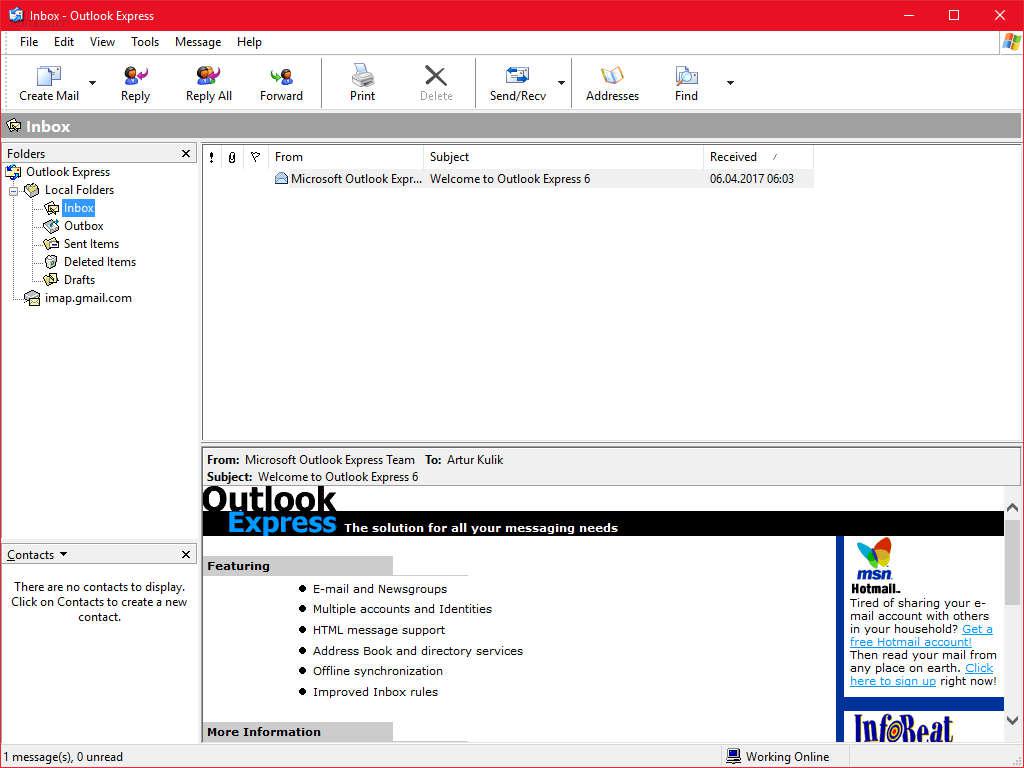 Inbox - Outlook Express
File Edit View Tools Message Help
Create Mail Reply Reply All Forward Print Delete Send/Recv Addresses Find
Inbox
Folders
Outlook Express
Local Folders
Inbox
Outbox
Sent Items
Deleted Items
Drafts
imap.gmail.com
Contacts
There are no contacts to display.
Click on Contacts to create a new
contact.
! From Subject Received
Microsoft Outlook Expr... Welcome to Outlook Express 6 06.04.2017 06:03
From: Microsoft Outlook Express Team To: Artur Kulik
Subject: Welcome to Outlook Express 6
Outlook
Express The solution for all your messaging needs
Featuring
E-mail and Newsgroups
Multiple accounts and Identities
HTML message support
Address Book and directory services
Offline synchronization
Improved Inbox rules
More Information
msn
Hotmail
Tired of sharing your e-
mail account with others
in your household? Get a
free Hotmail account!
Then read your mail from
any place on earth. Click
here to sign up right now!
InfoBeat
1 message(s), 0 unread
Working Online